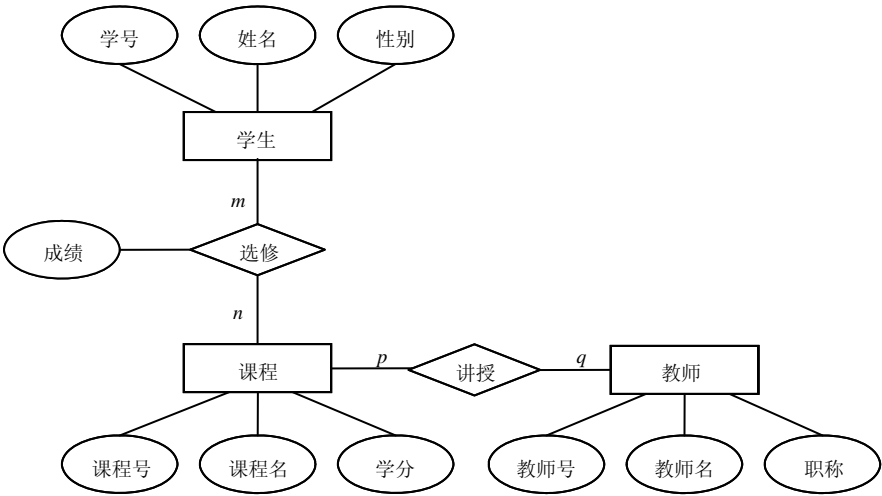 学号 姓名 性别
学生
m
成绩 选修
n
课程 p 讲授 q 教师
课程号 课程名 学分 教师号 教师名 职称